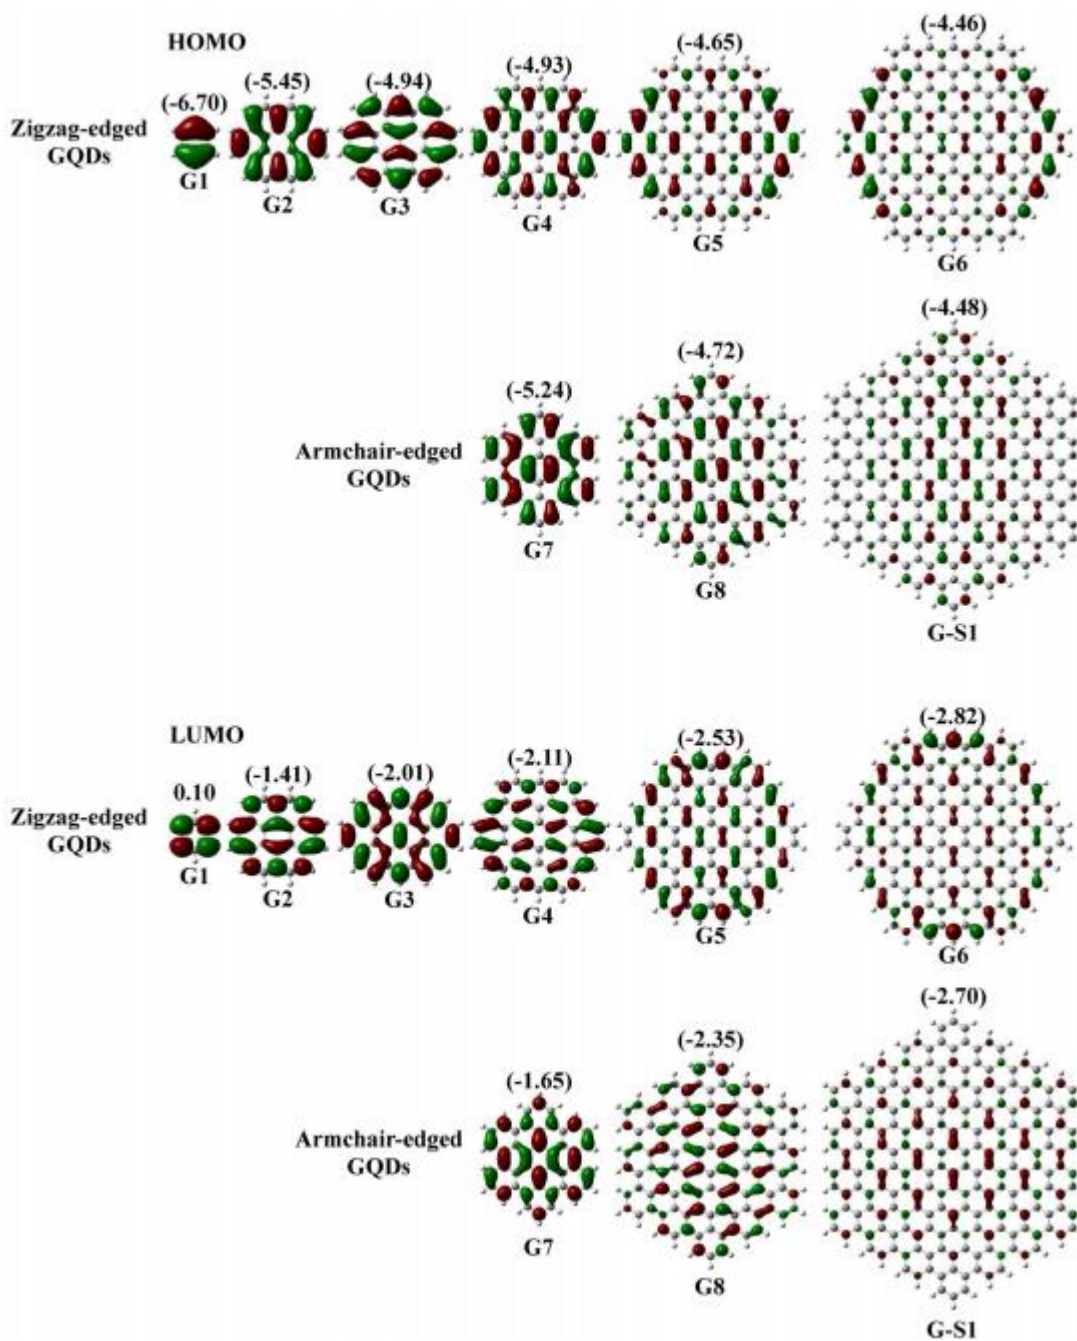 HOMO
(-6.70)
(-5.45)
(-4.94)
(-4.93)
(-4.65)
(-4.46)
Zigzag-edged
GQDs
G1
G2
G3
G4
G5
G6
(-5.24)
(-4.72)
(-4.48)
Armchair-edged
GQDs
G7
G8
G-S1
LUMO
0.10
(-1.41)
(-2.01)
(-2.11)
(-2.53)
(-2.82)
Zigzag-edged
GQDs
G1
G2
G3
G4
G5
G6
(-1.65)
(-2.35)
(-2.70)
Armchair-edged
GQDs
G7
G8
G-S1